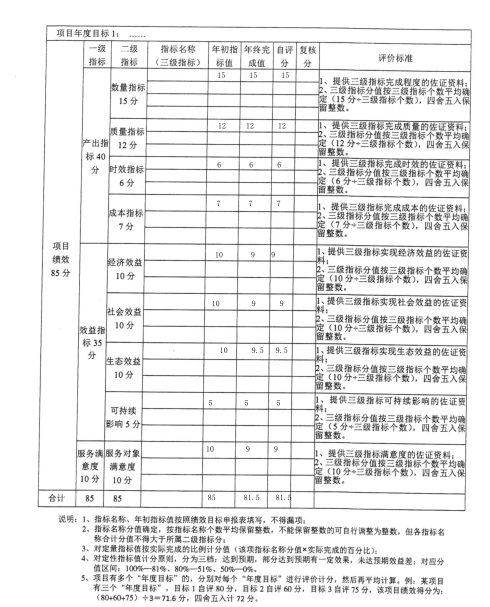 项目年度目标 1： ……
一级指标 二级指标 指标名称（三级指标） 年初指标值 年终完成值 自评分 复核分 评价标准
项目绩效 85 分
产出指标 40 分
数量指标 15 分 15 15 15
1、提供三级指标完成程度的佐证资料；
2、三级指标分值按三级指标个数平均确定（15 分÷三级指标个数），四舍五入保留整数。
质量指标 12 分 12 12 12
1、提供三级指标完成质量的佐证资料；
2、三级指标分值按三级指标个数平均确定（12 分÷三级指标个数），四舍五入保留整数。
时效指标 6 分 6 6 6
1、提供三级指标完成时效的佐证资料；
2、三级指标分值按三级指标个数平均确定（6 分÷三级指标个数），四舍五入保留整数。
成本指标 7 分 7 7 7
1、提供三级指标完成成本的佐证资料；
2、三级指标分值按三级指标个数平均确定（7 分÷三级指标个数），四舍五入保留整数。
效益指标 35 分
经济效益 10 分 10 9 9
1、提供三级指标实现经济效益的佐证资料；
2、三级指标分值按三级指标个数平均确定（10 分÷三级指标个数），四舍五入保留整数。
社会效益 10 分 10 9 9
1、提供三级指标实现社会效益的佐证资料；
2、三级指标分值按三级指标个数平均确定（10 分÷三级指标个数），四舍五入保留整数。
生态效益 10 分 10 9.5 9.5
1、提供三级指标实现生态效益的佐证资料；
2、三级指标分值按三级指标个数平均确定（10 分÷三级指标个数），四舍五入保留整数。
可持续影响 5 分 5 5 5
1、提供三级指标可持续影响的佐证资料；
2、三级指标分值按三级指标个数平均确定（5 分÷三级指标个数），四舍五入保留整数。
服务满意度 10 分 服务对象满意度 10 分 10 9 9
1、提供三级指标满意度的佐证资料；
2、三级指标分值按三级指标个数平均确定（10 分÷三级指标个数），四舍五入保留整数。
合计 85 85 85 81.5 81.5
说明：1、指标名称、年初指标值按照绩效目标申报表填写，不得漏项；
2、指标名称分值确定，按指标名称个数平均保留整数，不能保留整数的可自行调整为整数，但各指标名
称合计分值不得大于所属二级指标分；
3、对定量指标值按实际完成的比例计分值（该项指标名称分值×实际完成的百分比）；
4、对定性指标值计分原则，分为三档：达到预期，部分达到预期有一定效果，未达预期效益差；对应分
值区间：100%—81%、80%—51%、50%—0%。
5、项目有多个“年度目标”的，分别对每个“年度目标”进行评价计分，然后再平均计算。例：某项目
有三个“年度目标”，目标 1 自评 80 分，目标 2 自评 60 分，目标 3 自评 75 分，该项目绩效得分为：
（80+60+75）÷3＝71.6 分，四舍五入计 72 分。